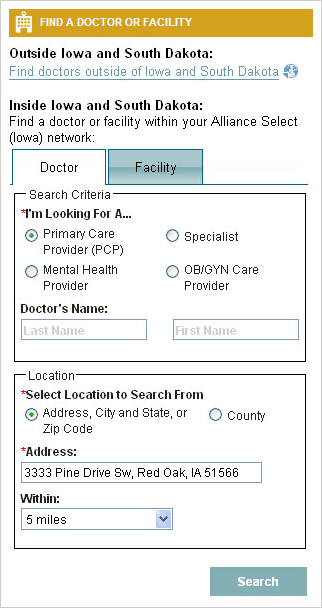 FIND A DOCTOR OR FACILITY
Outside Iowa and South Dakota:
Find doctors outside of Iowa and South Dakota
Inside Iowa and South Dakota:
Find a doctor or facility within your Alliance Select
(Iowa) network:
Doctor Facility
Search Criteria
*I'm Looking For A...
Primary Care Provider (PCP)
Specialist
Mental Health Provider
OB/GYN Care Provider
Doctor's Name:
Last Name First Name
Location
*Select Location to Search From
Address, City and State, or Zip Code
County
*Address:
3333 Pine Drive Sw, Red Oak, IA 51566
Within:
5 miles
Search